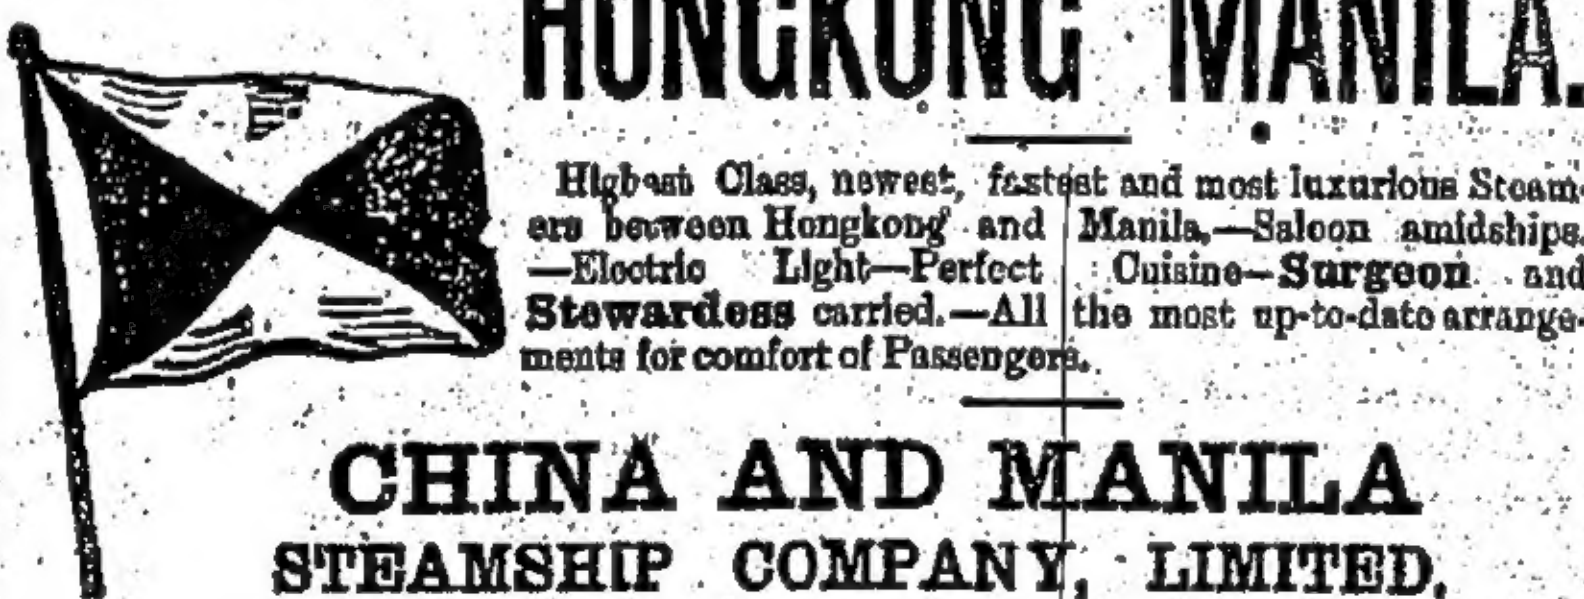 HONGKONG MANILA.
Highest Class, newest, fastest and most luxurious Steam-
ers between Hongkong and Manila,—Saloon amidships.
—Electric Light—Perfect Cuisine—Surgeon and
Stewardess carried.—All the most up-to-date arrange-
ments for comfort of Passengers.
CHINA AND MANILA
STEAMSHIP COMPANY, LIMITED,